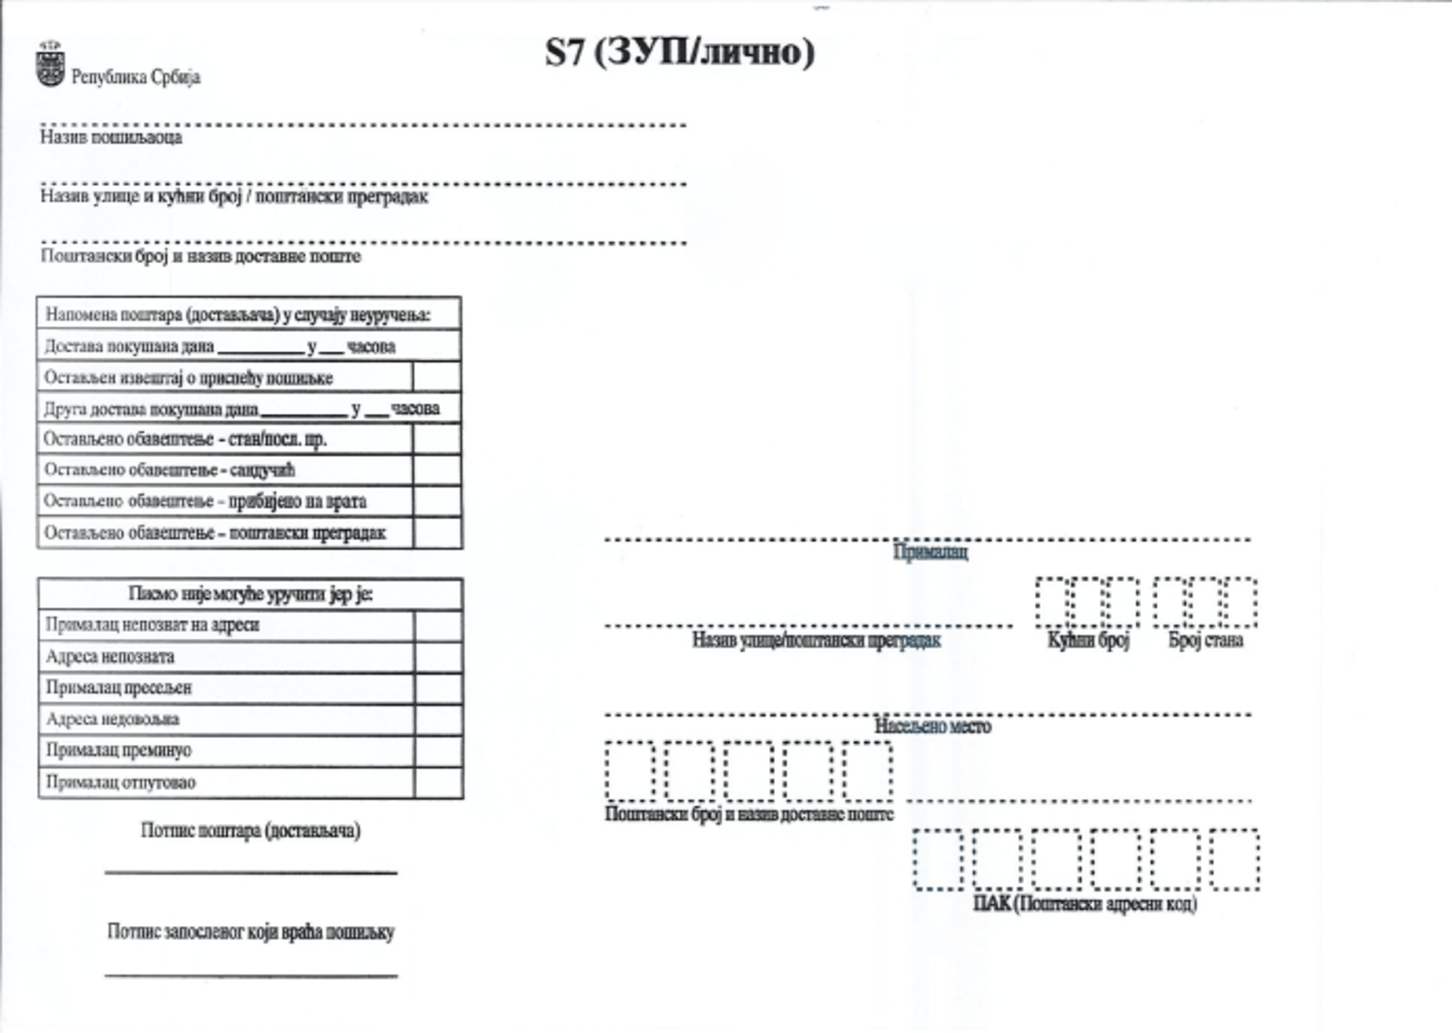 S7 (ЗУП/лично)
Република Србија
Назив пошиљаоца
Назив улице и кућни број / поштански преградак
Поштански број и назив доставне поште
Напомена поштара (достављача) у случају неуручења:
Достава покушана дана __________ у ___ часова
Остављен извештај о приспећу пошиљке
Друга достава покушана дана __________ у ___ часова
Остављено обавештење - стан/посл. пр.
Остављено обавештење - сандучић
Остављено обавештење - прибијено на врата
Остављено обавештење - поштански преградак
Писмо није могуће уручити јер је:
Прималац непознат на адреси
Адреса непозната
Прималац пресељен
Адреса недовољна
Прималац преминуо
Прималац отпутовао
Потпис поштара (достављача)
Потпис запосленог који враћа пошиљку
Прималац
Назив улице/поштански преградак
Кућни број
Број стана
Насељено место
Поштански број и назив доставне поште
ПАК (Поштански адресни код)